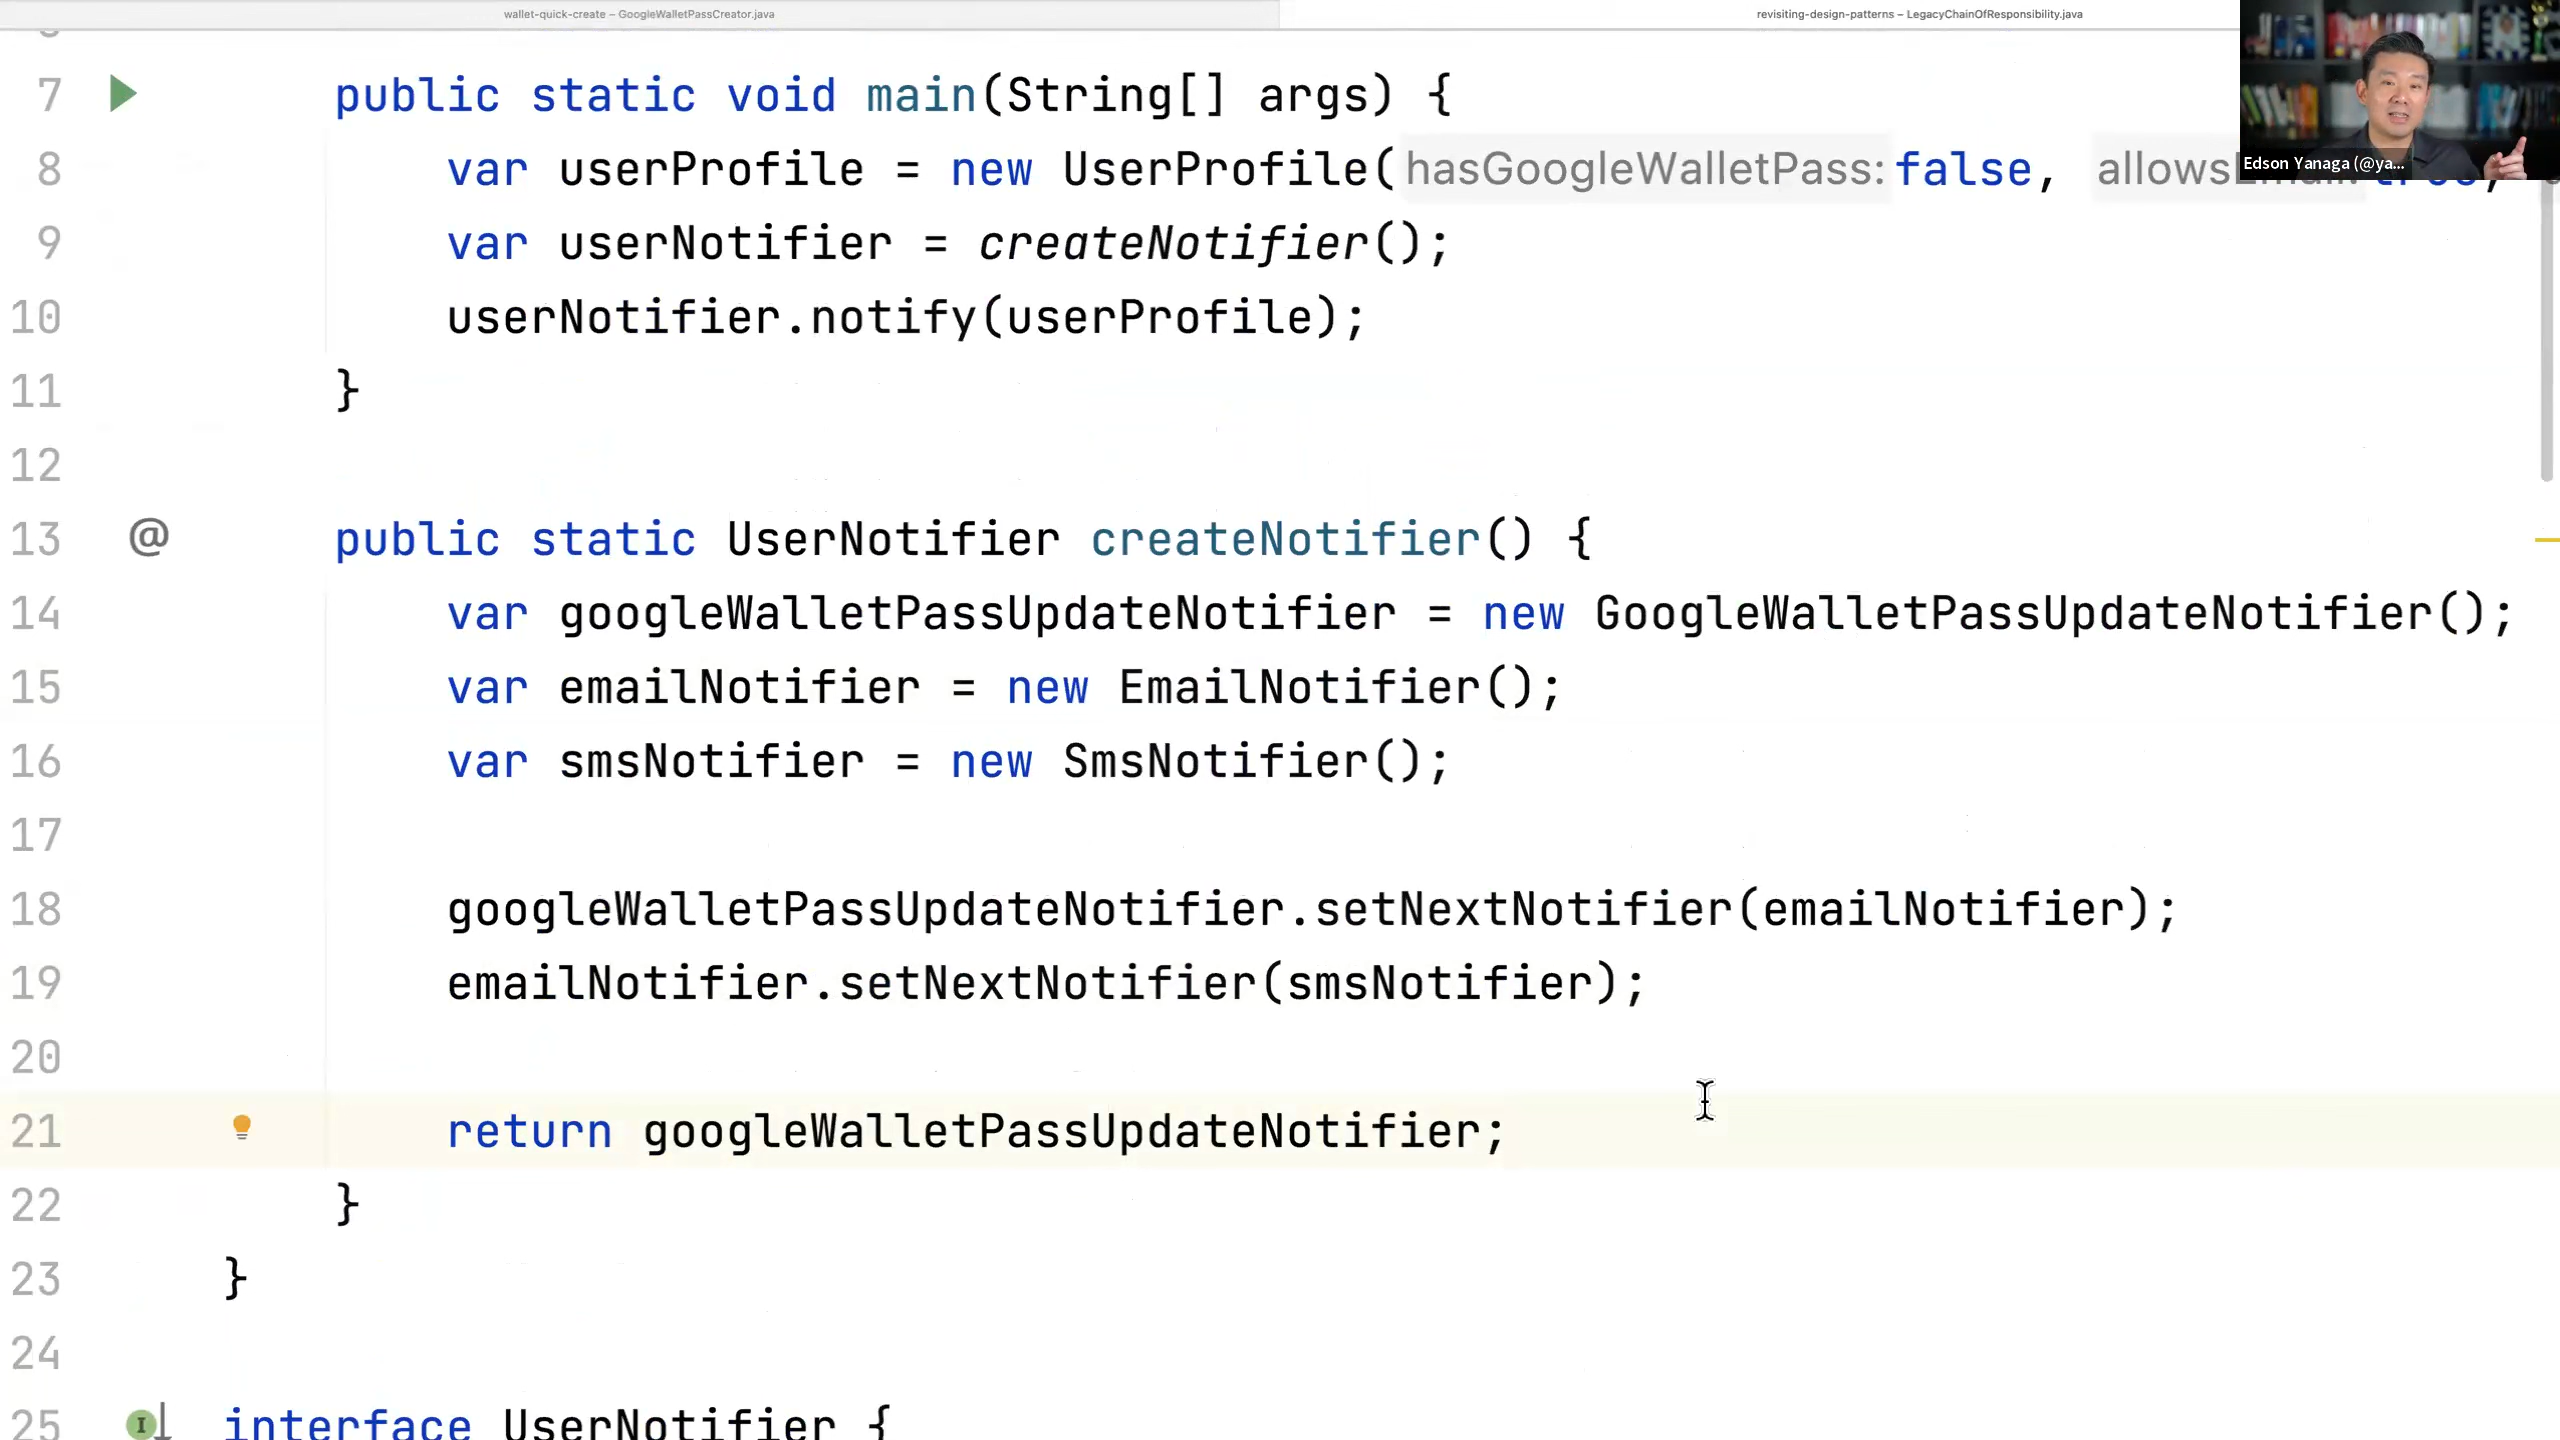 wallet-quick-create – GoogleWalletPassCreator.java
revisiting-design-patterns – LegacyChainOfResponsibility.java
Edson Yanaga (@ya...
7 public static void main(String[] args) {
8 var userProfile = new UserProfile( hasGoogleWalletPass: false,
9 var userNotifier = createNotifier();
10 userNotifier.notify(userProfile);
11 }
12
13 @ public static UserNotifier createNotifier() {
14 var googleWalletPassUpdateNotifier = new GoogleWalletPassUpdateNotifier();
15 var emailNotifier = new EmailNotifier();
16 var smsNotifier = new SmsNotifier();
17
18 googleWalletPassUpdateNotifier.setNextNotifier(emailNotifier);
19 emailNotifier.setNextNotifier(smsNotifier);
20
21 return googleWalletPassUpdateNotifier;
22 }
23 }
24
25 interface UserNotifier {